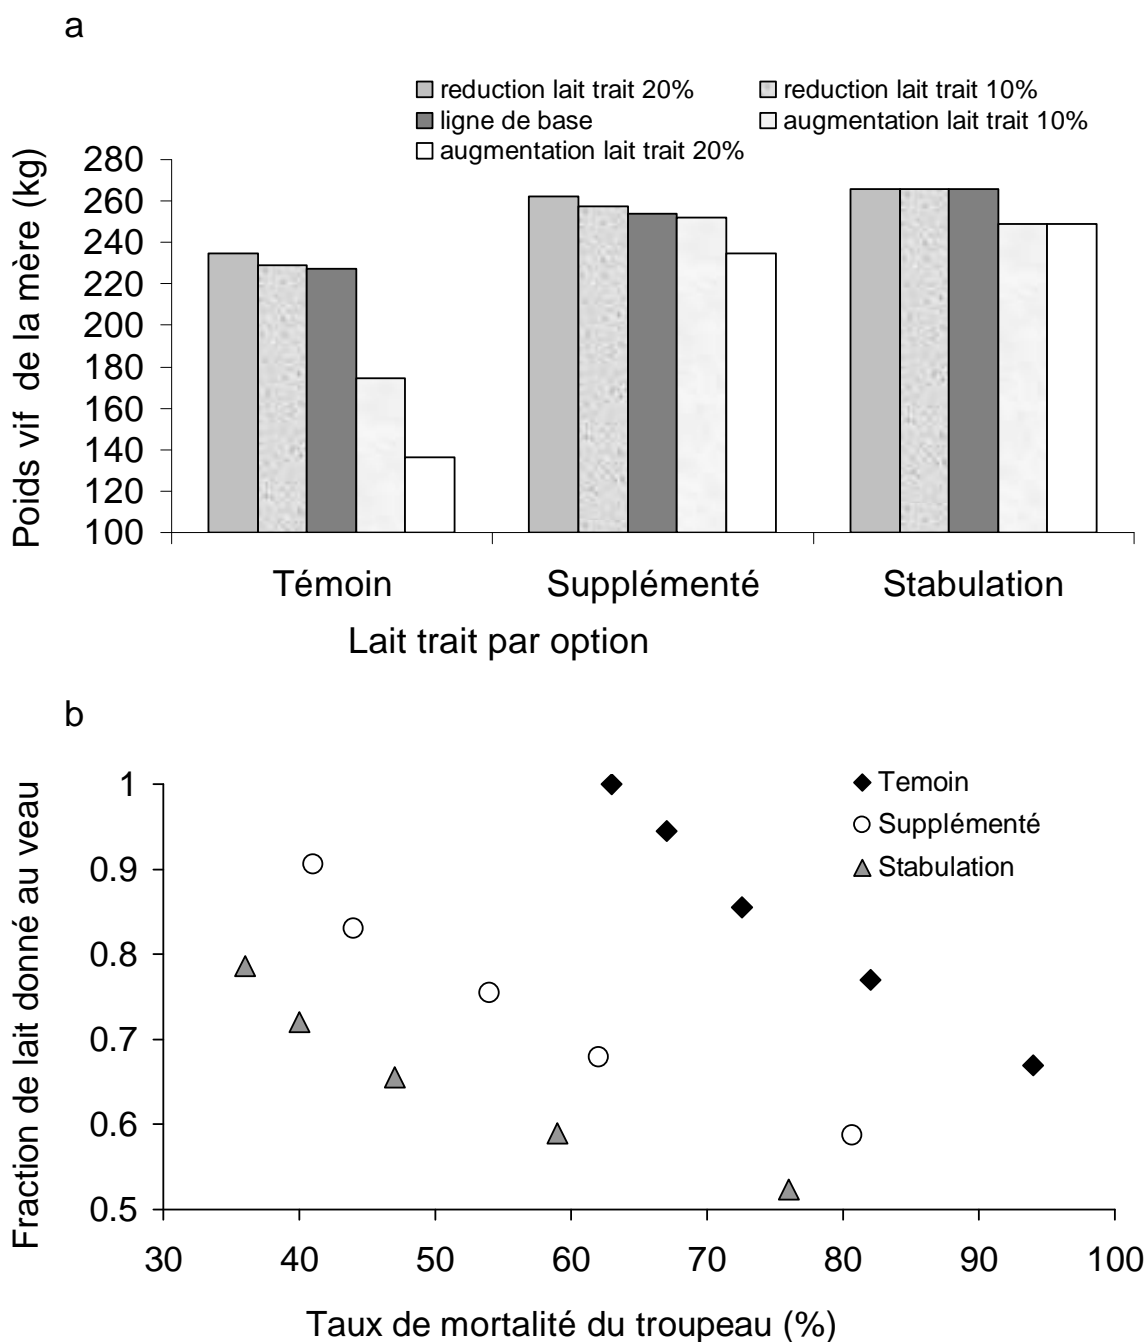 a
reduction lait trait 20%
reduction lait trait 10%
ligne de base
augmentation lait trait 10%
augmentation lait trait 20%
Poids vif de la mère (kg)
280
260
240
220
200
180
160
140
120
100
Témoin Supplémenté Stabulation
Lait trait par option
b
Fraction de lait donné au veau
1
0.9
0.8
0.7
0.6
0.5
Temoin
Supplémenté
Stabulation
30 40 50 60 70 80 90 100
Taux de mortalité du troupeau (%)